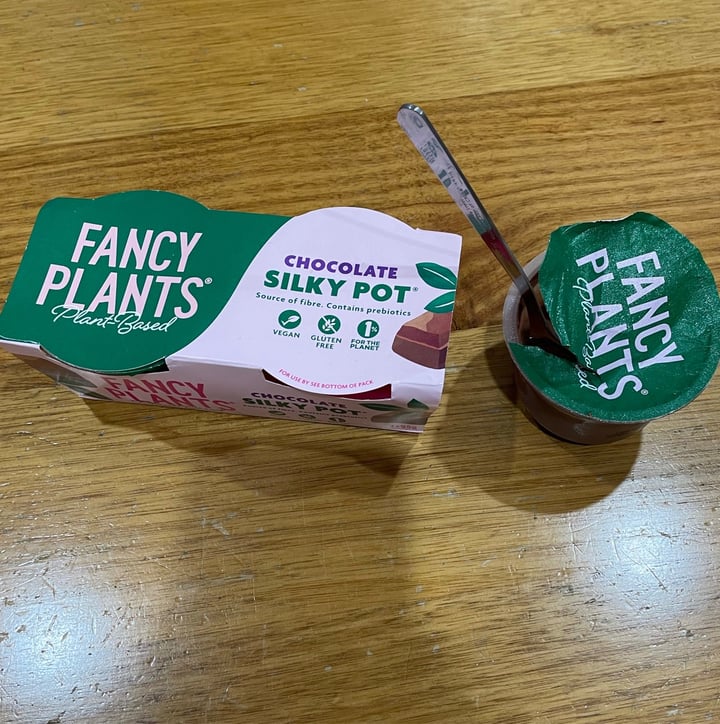 FANCY
PLANTS®
Plant-Based
CHOCOLATE
SILKY POT®
Source of fibre. Contains prebiotics
VEGAN
GLUTEN
FREE
1%
FOR THE
PLANET
FOR USE BY SEE BOTTOM OF PACK
FANCY
PLANTS
CHOCOLATE
SILKY POT
FANCY
PLANTS®
Plant-Based